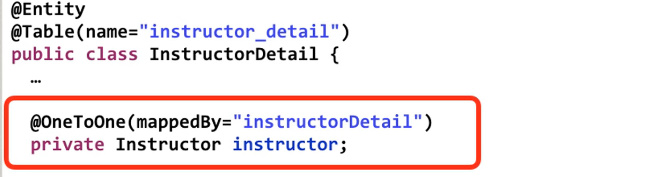 @Entity
@Table(name="instructor_detail")
public class InstructorDetail {
…
@OneToOne(mappedBy="instructorDetail")
private Instructor instructor;